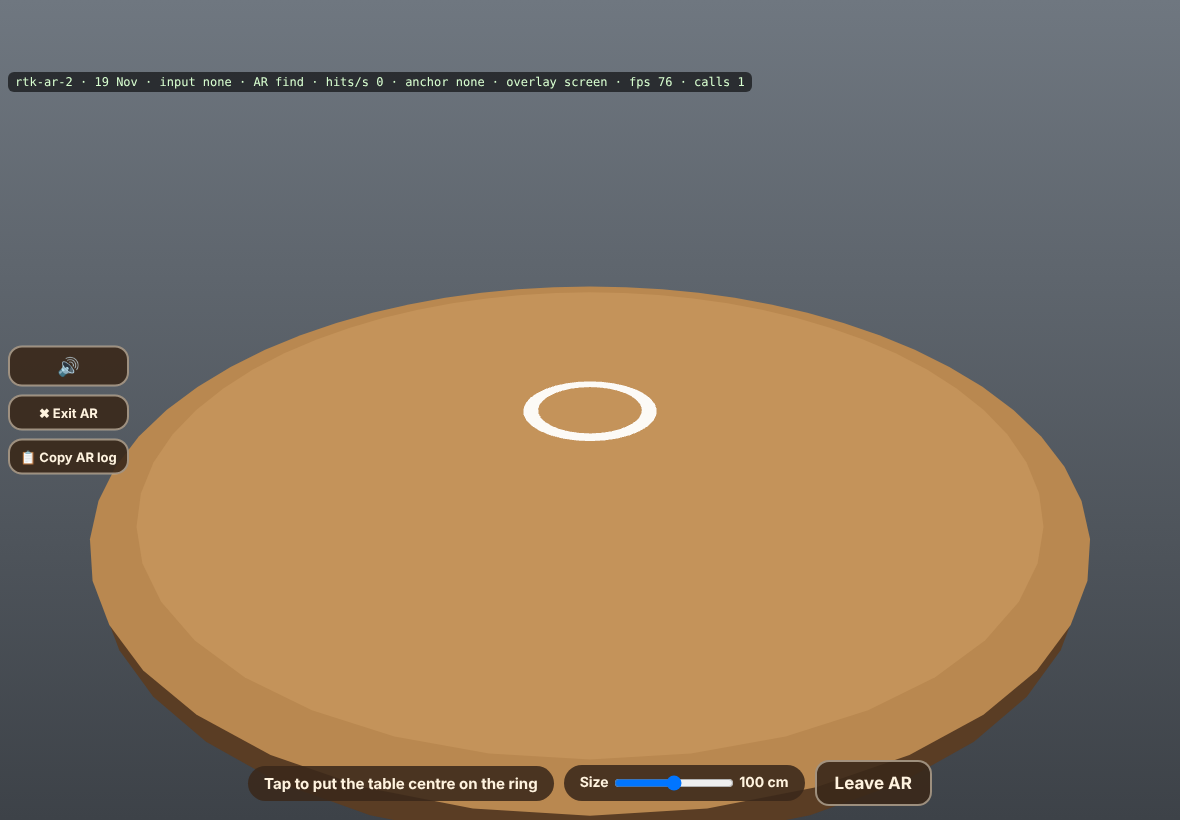 rtk-ar-2 · 19 Nov · input none · AR find · hits/s 0 · anchor none · overlay screen · fps 76 · calls 1
✖ Exit AR
📋 Copy AR log
Tap to put the table centre on the ring
Size 100 cm
Leave AR